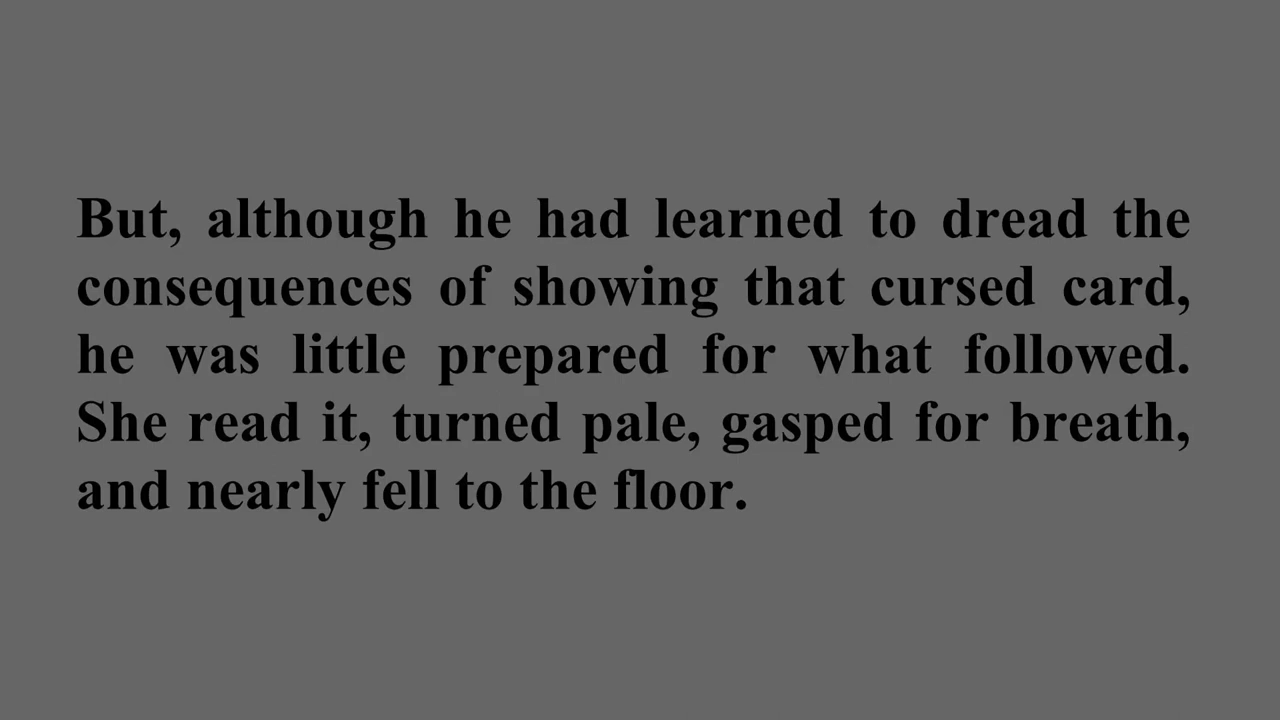 But, although he had learned to dread the
consequences of showing that cursed card,
he was little prepared for what followed.
She read it, turned pale, gasped for breath,
and nearly fell to the floor.